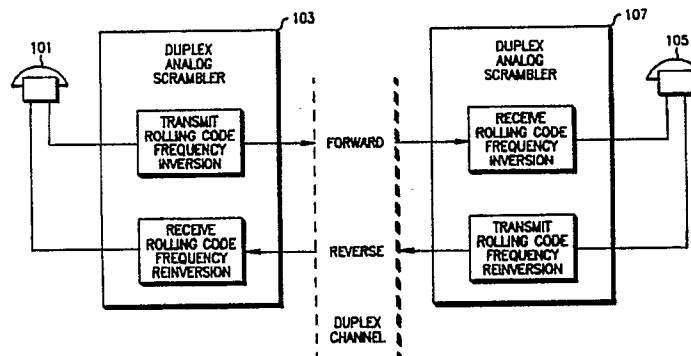 101
103
107
105
DUPLEX
ANALOG
SCRAMBLER
DUPLEX
ANALOG
SCRAMBLER
TRANSMIT
ROLLING CODE
FREQUENCY
INVERSION
FORWARD
RECEIVE
ROLLING CODE
FREQUENCY
INVERSION
RECEIVE
ROLLING CODE
FREQUENCY
REINVERSION
REVERSE
TRANSMIT
ROLLING CODE
FREQUENCY
REINVERSION
DUPLEX
CHANNEL